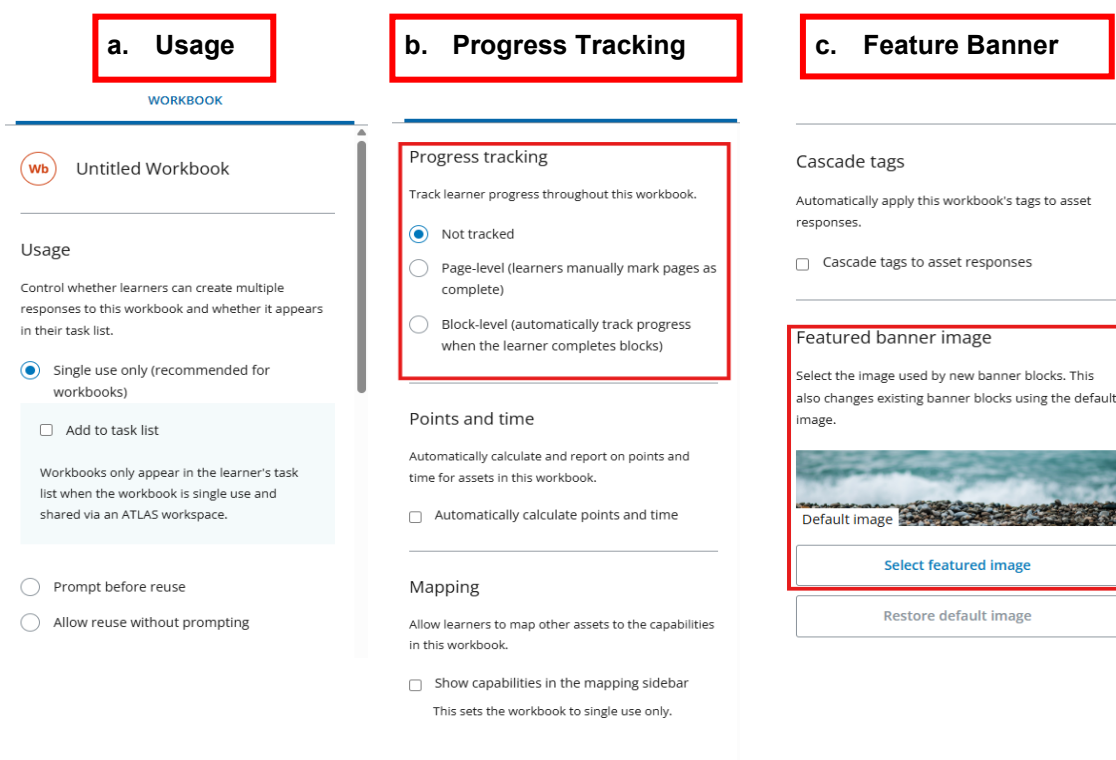 a. Usage
WORKBOOK
Wb
Untitled Workbook
Usage
Control whether learners can create multiple
responses to this workbook and whether it appears
in their task list.
Single use only (recommended for
workbooks)
Add to task list
Workbooks only appear in the learner's task
list when the workbook is single use and
shared via an ATLAS workspace.
Prompt before reuse
Allow reuse without prompting
b. Progress Tracking
Progress tracking
Track learner progress throughout this workbook.
Not tracked
Page-level (learners manually mark pages as
complete)
Block-level (automatically track progress
when the learner completes blocks)
Points and time
Automatically calculate and report on points and
time for assets in this workbook.
Automatically calculate points and time
Mapping
Allow learners to map other assets to the capabilities
in this workbook.
Show capabilities in the mapping sidebar
This sets the workbook to single use only.
c. Feature Banner
Cascade tags
Automatically apply this workbook's tags to asset
responses.
Cascade tags to asset responses
Featured banner image
Select the image used by new banner blocks. This
also changes existing banner blocks using the default
image.
Default image
Select featured image
Restore default image